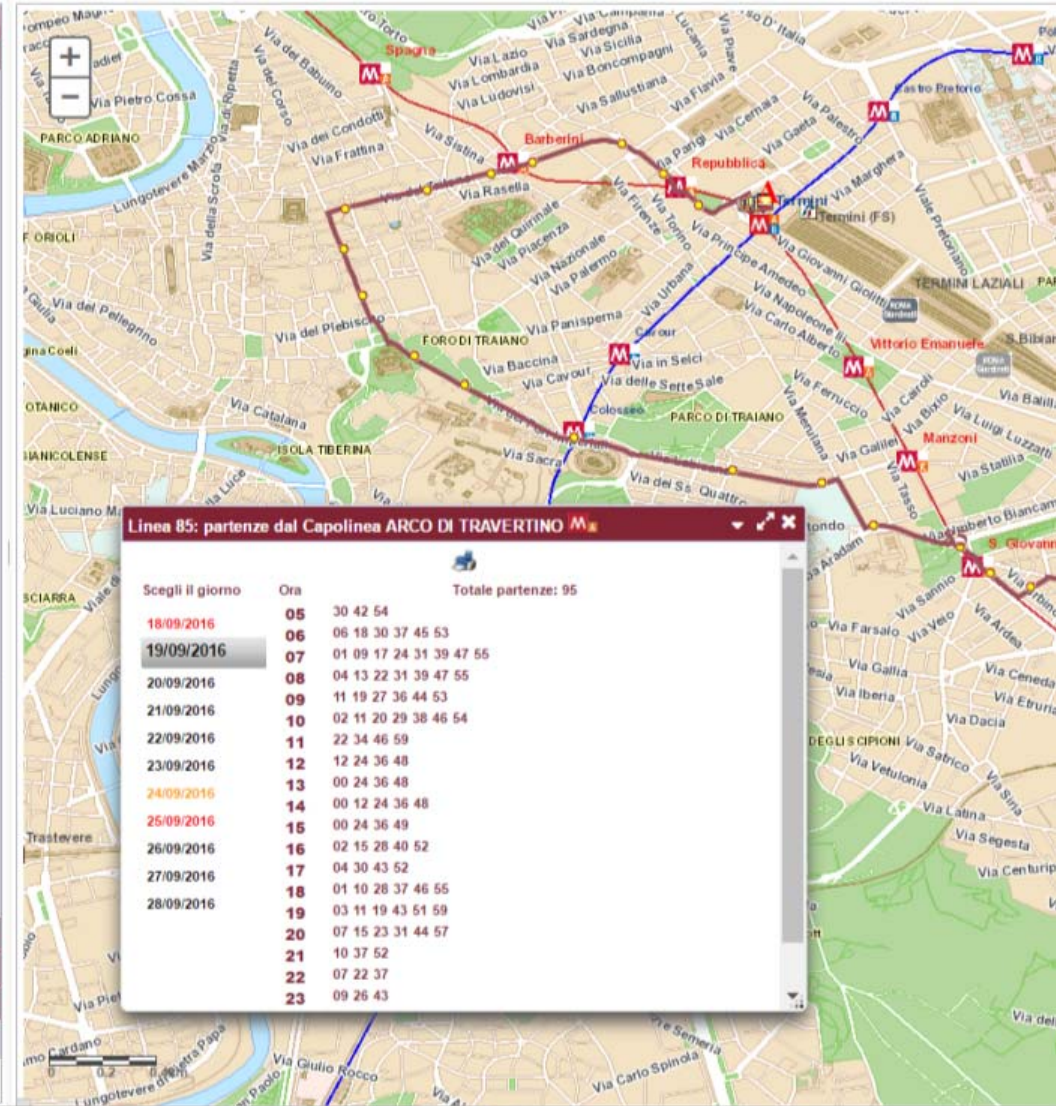 Via Sardegna
Via Sicilia
Via Boncompagni
Via Lazio
Via Lombardia
Via Ludovisi
Via Piave
Via Sallustiana
Via Flavia
Spagna
Via del Babuino
Via del Corso
Via di Ripetta
+
−
Via Pietro Cossa
PARCO ADRIANO
Via dei Condotti
Via Frattina
Via Sistina
Barberini
Via Cernaia
Via Gaeta
Via Palestro
Castro Pretorio
Via Marghera
Repubblica
Lungotevere Marzio
Via della Scrofa
Via Rasella
Via Firenze
Via Torino
Termini
Termini (FS)
Viale Pretoriano
F. ORIOLI
Via del Quirinale
Via Piacenza
Via Nazionale
Via Palermo
Via Principe Amedeo
Via Giovanni Giolitti
Via Urbana
TERMINI LAZIALI
Via Napoleone III
Via Carlo Alberto
Via del Pellegrino
Via del Plebiscito
Via Panisperna
FORO DI TRAIANO
Cavour
Vittorio Emanuele
Via Baccina
Via in Selci
Via Cavour
Via delle Sette Sale
Via Ferruccio
Via Cairoli
Via Bixio
Via Catalana
Colosseo
PARCO DI TRAIANO
Via Merulana
Via Luigi Luzzatti
Via Galilei
Manzoni
ISOLA TIBERINA
Via Sacra
Via Statilia
GIANICOLENSE
Via dei Ss. Quattro
Via Tasso
S. Giovanni
Linea 85: partenze dal Capolinea ARCO DI TRAVERTINO M A
Scegli il giorno Ora Totale partenze: 95
18/09/2016
19/09/2016
20/09/2016
21/09/2016
22/09/2016
23/09/2016
24/09/2016
25/09/2016
26/09/2016
27/09/2016
28/09/2016
05 30 42 54
06 06 18 30 37 45 53
07 01 09 17 24 31 39 47 55
08 04 13 22 31 39 47 55
09 11 19 27 36 44 53
10 02 11 20 29 38 46 54
11 22 34 46 59
12 12 24 36 48
13 00 24 36 48
14 00 12 24 36 48
15 00 24 36 49
16 02 15 28 40 52
17 04 30 43 52
18 01 10 28 37 46 55
19 03 11 19 43 51 59
20 07 15 23 31 44 57
21 10 37 52
22 07 22 37
23 09 26 43
Via Sannio
Via Farsalo
Via Veio
Via Ardea
Via Gallia
Via Iberia
Via Dacia
DEGLI SCIPIONI
Via Satrico
Via Vetulonia
Via Siria
Via Latina
Via Segesta
Trastevere
Via Giulio Rocco
Via Carlo Spinola
0 0.2